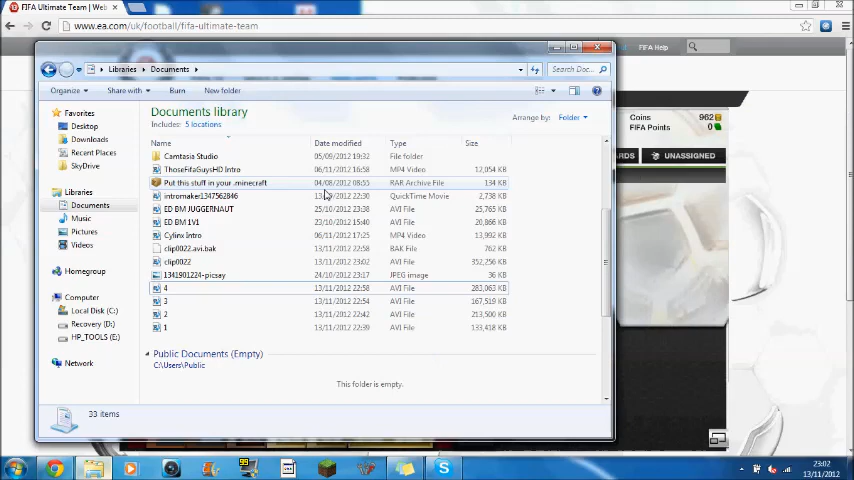 FIFA Ultimate Team | Web
www.ea.com/uk/football/fifa-ultimate-team
FIFA Help
Libraries Documents
Search Doc...
Organize Share with Burn New folder
Favorites
Desktop
Downloads
Recent Places
SkyDrive
Libraries
Documents
Music
Pictures
Videos
Homegroup
Computer
Local Disk (C:)
Recovery (D:)
HP_TOOLS (E:)
Network
Documents library
Includes: 5 locations
Arrange by: Folder
Name Date modified Type Size
Camtasia Studio 05/09/2012 19:32 File folder
ThoseFifaGuysHD Intro 06/11/2012 16:58 MP4 Video 12,054 KB
Put this stuff in your .minecraft 04/08/2012 08:55 RAR Archive File 134 KB
intromaker1347562846 22:30 QuickTime Movie 2,738 KB
ED BM JUGGERNAUT 25/10/2012 23:38 AVI File 25,765 KB
ED BM 1V1 23/10/2012 15:40 AVI File 20,866 KB
Cylinx Intro 06/11/2012 17:25 MP4 Video 13,992 KB
clip0022.avi.bak 13/11/2012 22:58 BAK File 762 KB
clip0022 13/11/2012 23:02 AVI File 352,256 KB
1341901224-picsay 24/10/2012 23:17 JPEG image 36 KB
4 13/11/2012 22:58 AVI File 283,063 KB
3 13/11/2012 22:54 AVI File 167,519 KB
2 13/11/2012 22:42 AVI File 213,500 KB
1 13/11/2012 22:39 AVI File 133,418 KB
Public Documents (Empty)
C:\Users\Public
This folder is empty.
33 items
Coins 962
FIFA Points 0
ARDS UNASSIGNED
99
23:02
13/11/2012